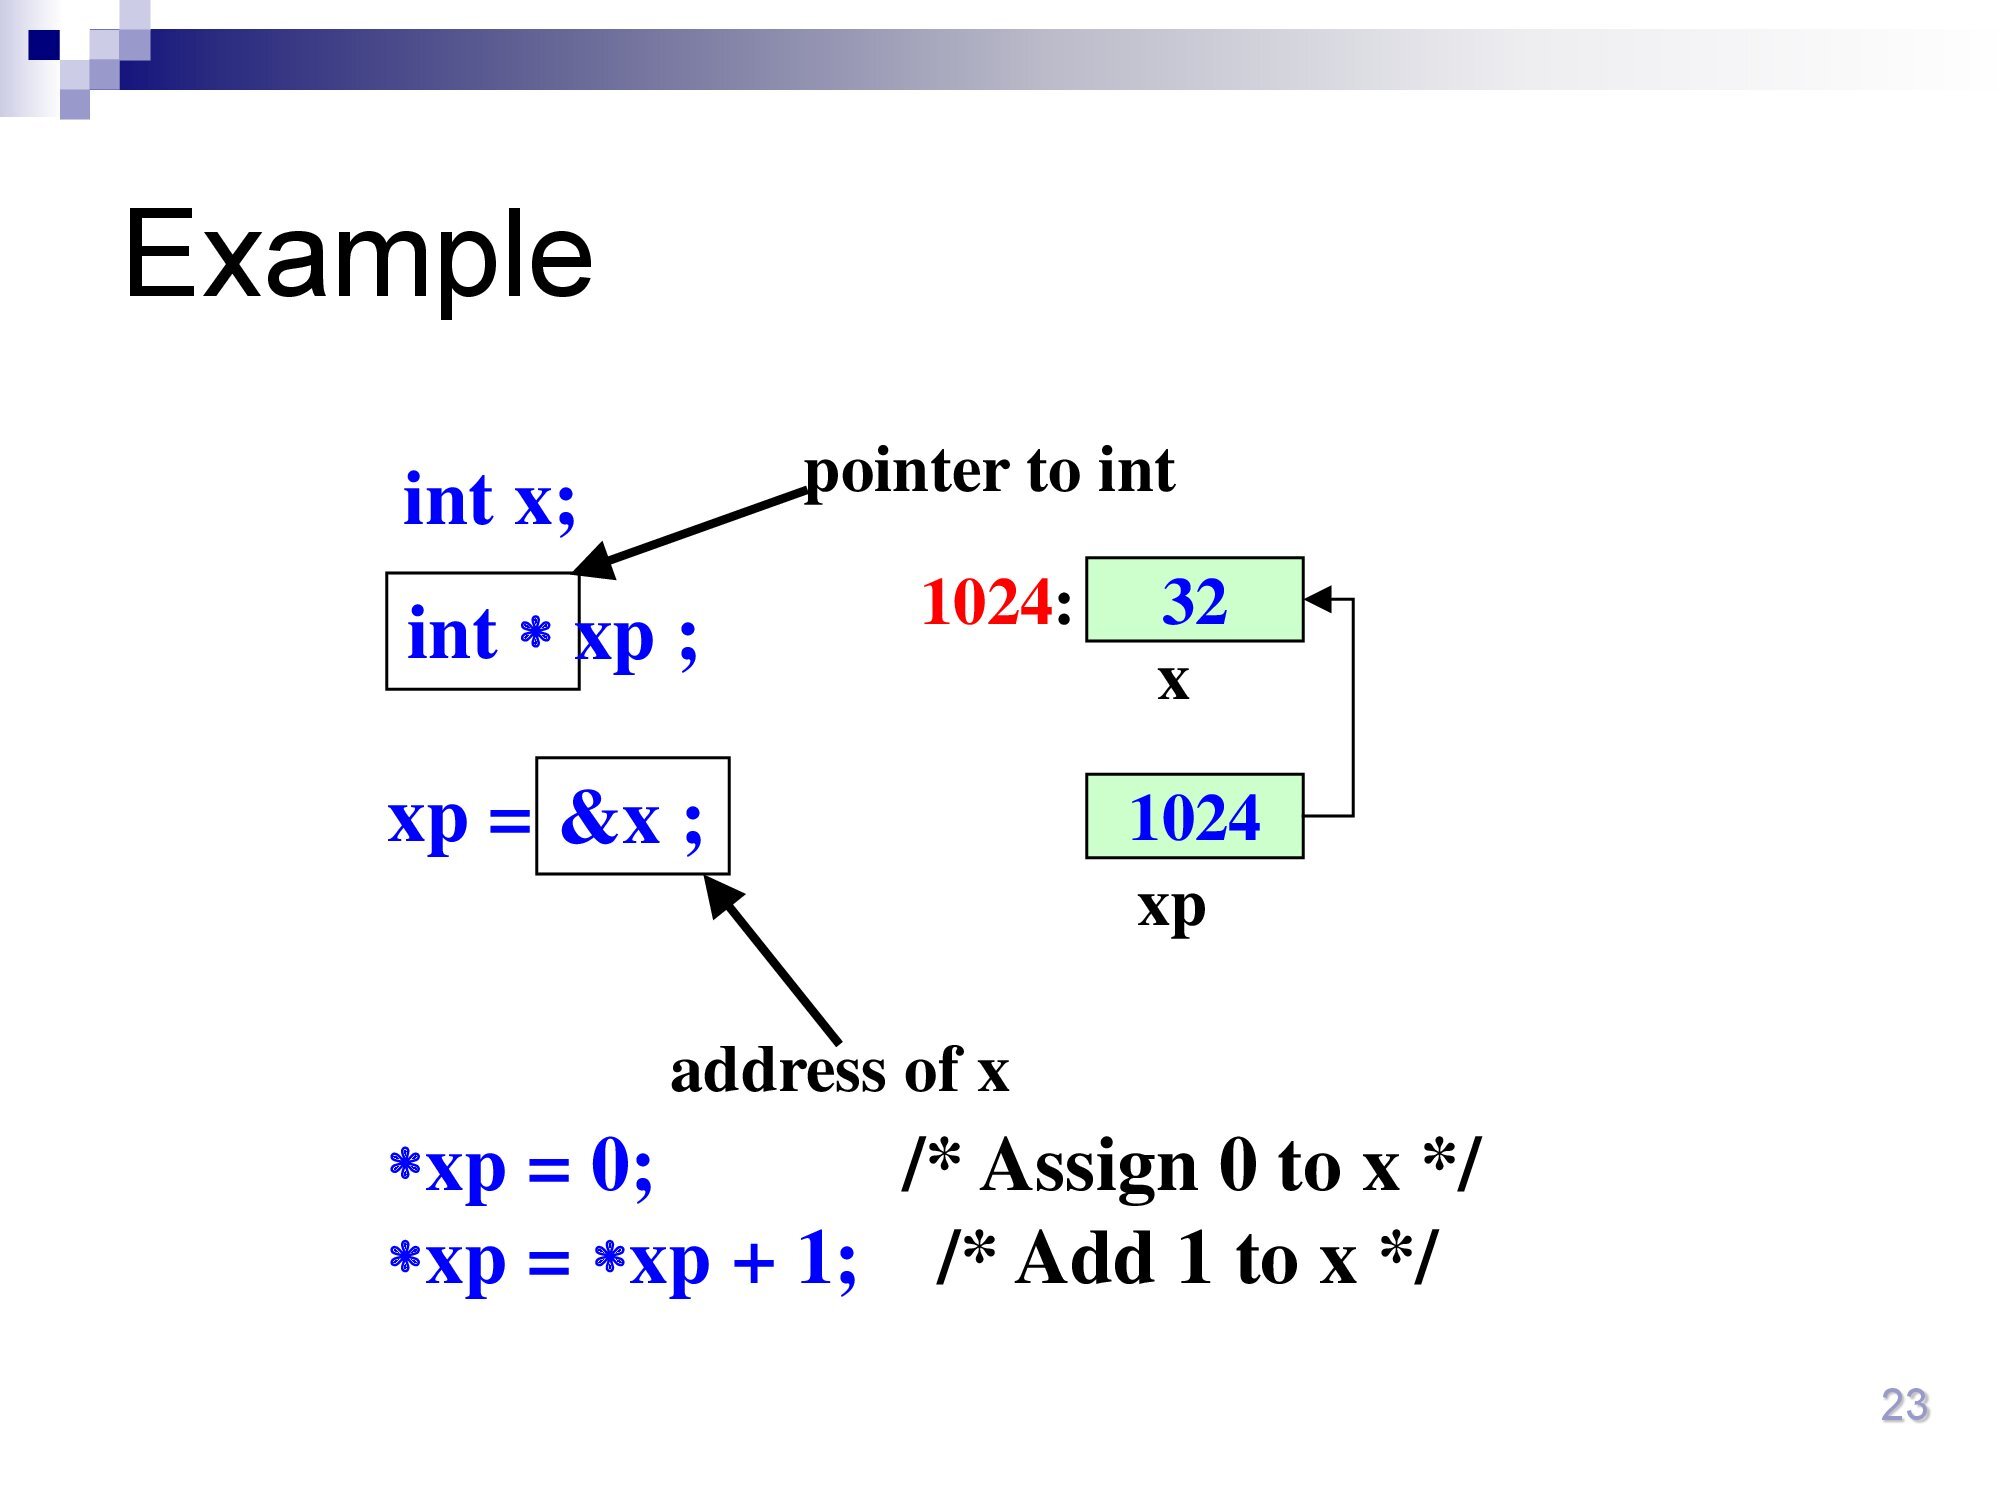 Example
int x;
pointer to int
int * xp ;
1024: 32
x
xp = &x ;
1024
xp
address of x
*xp = 0; /* Assign 0 to x */
*xp = *xp + 1; /* Add 1 to x */
23